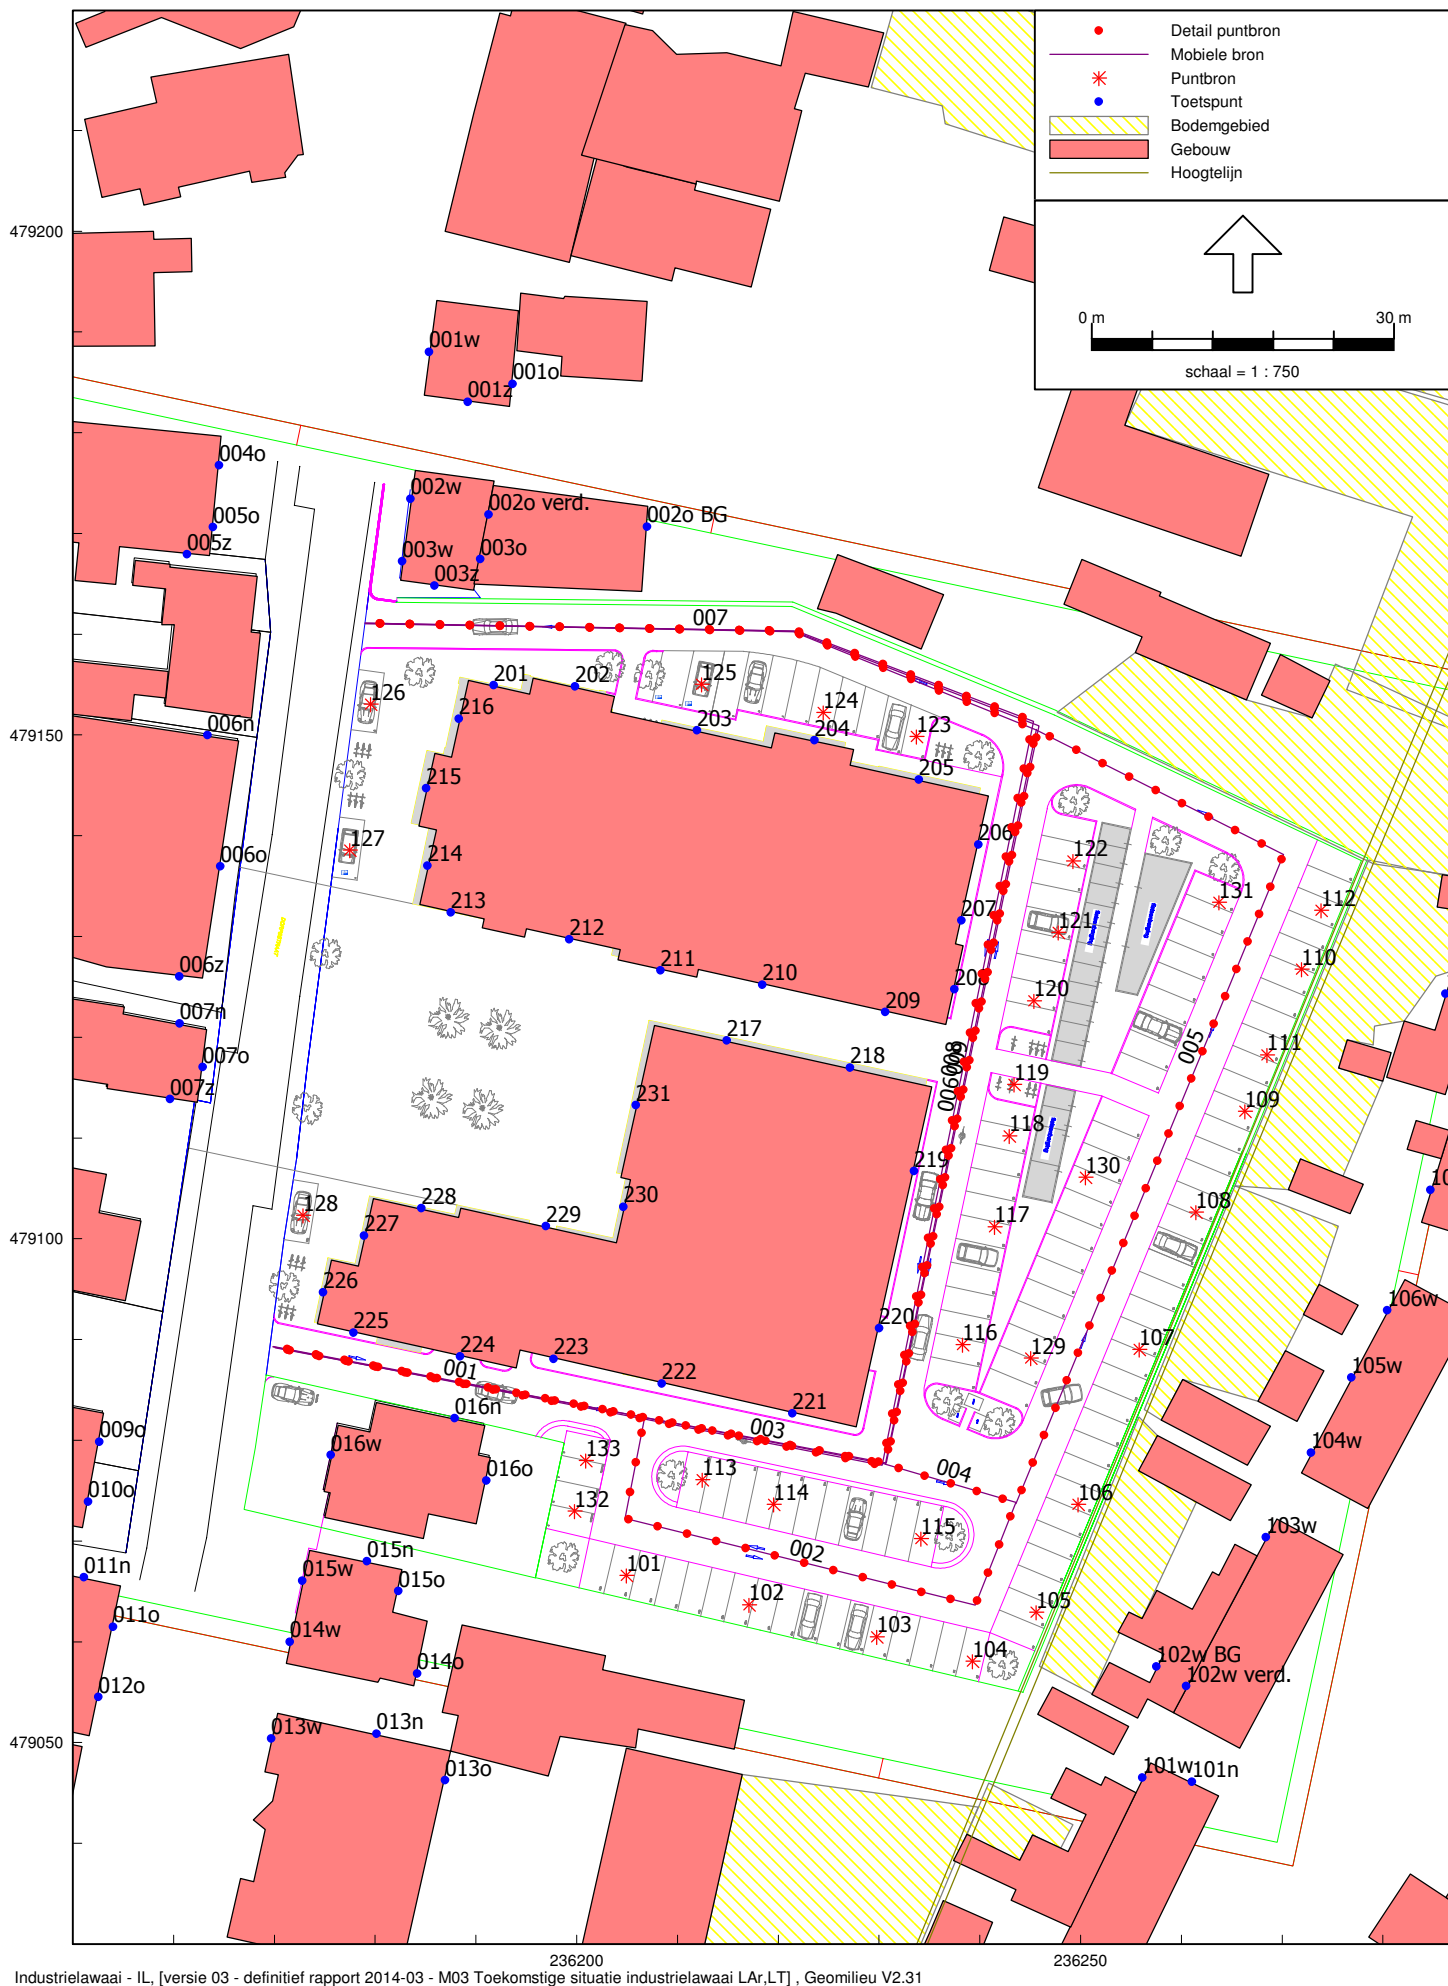 Detail puntbron
Mobiele bron
Puntbron
Toetspunt
Bodemgebied
Gebouw
Hoogtelijn
0 m 30 m
schaal = 1 : 750
479200
001w
001o
001z
004o
002w
002o verd.
002o BG
005o
005z
003w
003o
003z
007
201
202
125
126
216
124
006n
203
204
123
479150
215
205
127
206
122
006o
214
131
112
213
207
121
212
211
110
006z
210
208
120
209
007n
217
005
111
007o
218
119
007z
231
109
118
219
130
128
228
230
108
227
229
117
479100
226
106w
225
220
116
107
224
223
129
001
105w
222
016n
221
009o
003
104w
016w
133
016o
113
004
010o
132
114
106
103w
115
015n
002
011n
015w
015o
101
102
105
011o
014w
103
104
102w BG
014o
102w verd.
012o
013w
013n
479050
013o
101w
101n
236200
236250
Industrielawaai - IL, [versie 03 - definitief rapport 2014-03 - M03 Toekomstige situatie industrielawaai LAr,LT] , Geomilieu V2.31